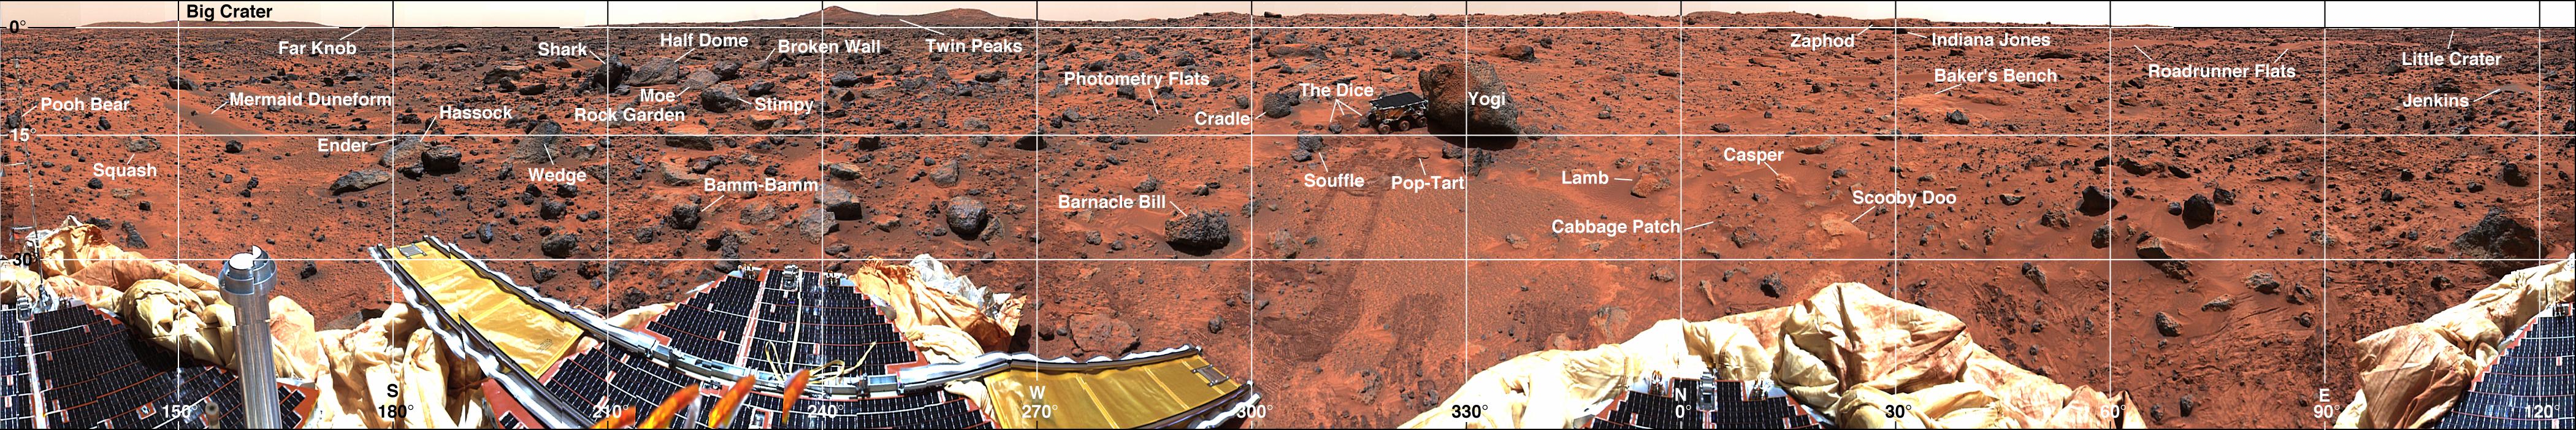 Big Crater
0°
Far Knob
Shark
Half Dome
Broken Wall
Twin Peaks
Zaphod
Indiana Jones
Roadrunner Flats
Little Crater
Pooh Bear
Mermaid Duneform
Hassock
Moe
Rock Garden
Stimpy
Photometry Flats
Cradle
The Dice
Yogi
Baker's Bench
Jenkins
15°
Ender
Squash
Wedge
Bamm-Bamm
Barnacle Bill
Souffle
Pop-Tart
Lamb
Casper
Scooby Doo
Cabbage Patch
30°
S
W
N
E
150°
180°
210°
240°
270°
300°
330°
0°
30°
60°
90°
120°